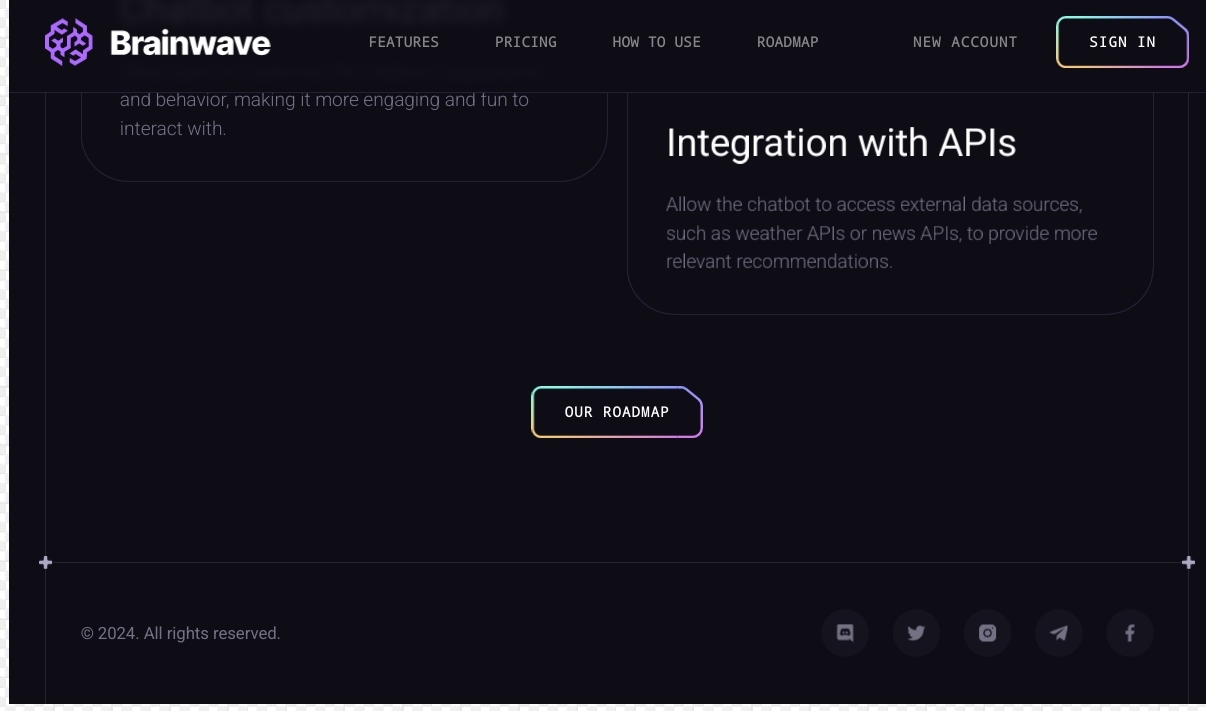 Chatbot customization
Brainwave
FEATURES
PRICING
HOW TO USE
ROADMAP
NEW ACCOUNT
SIGN IN
and behavior, making it more engaging and fun to
interact with.
Integration with APIs
Allow the chatbot to access external data sources,
such as weather APIs or news APIs, to provide more
relevant recommendations.
OUR ROADMAP
© 2024. All rights reserved.